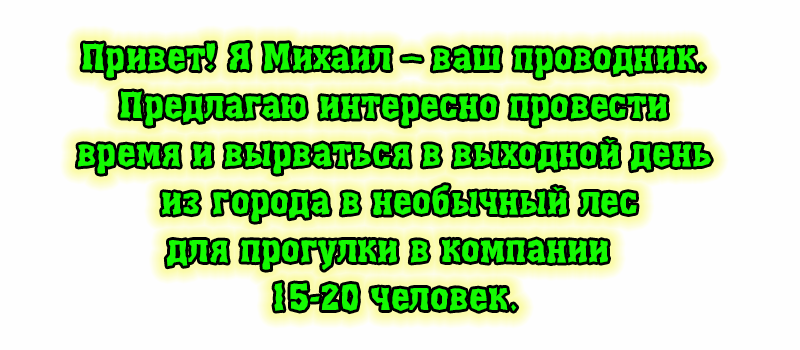 Привет! Я Михаил – ваш проводник.
Предлагаю интересно провести
время и вырваться в выходной день
из города в необычный лес
для прогулки в компании
15-20 человек.